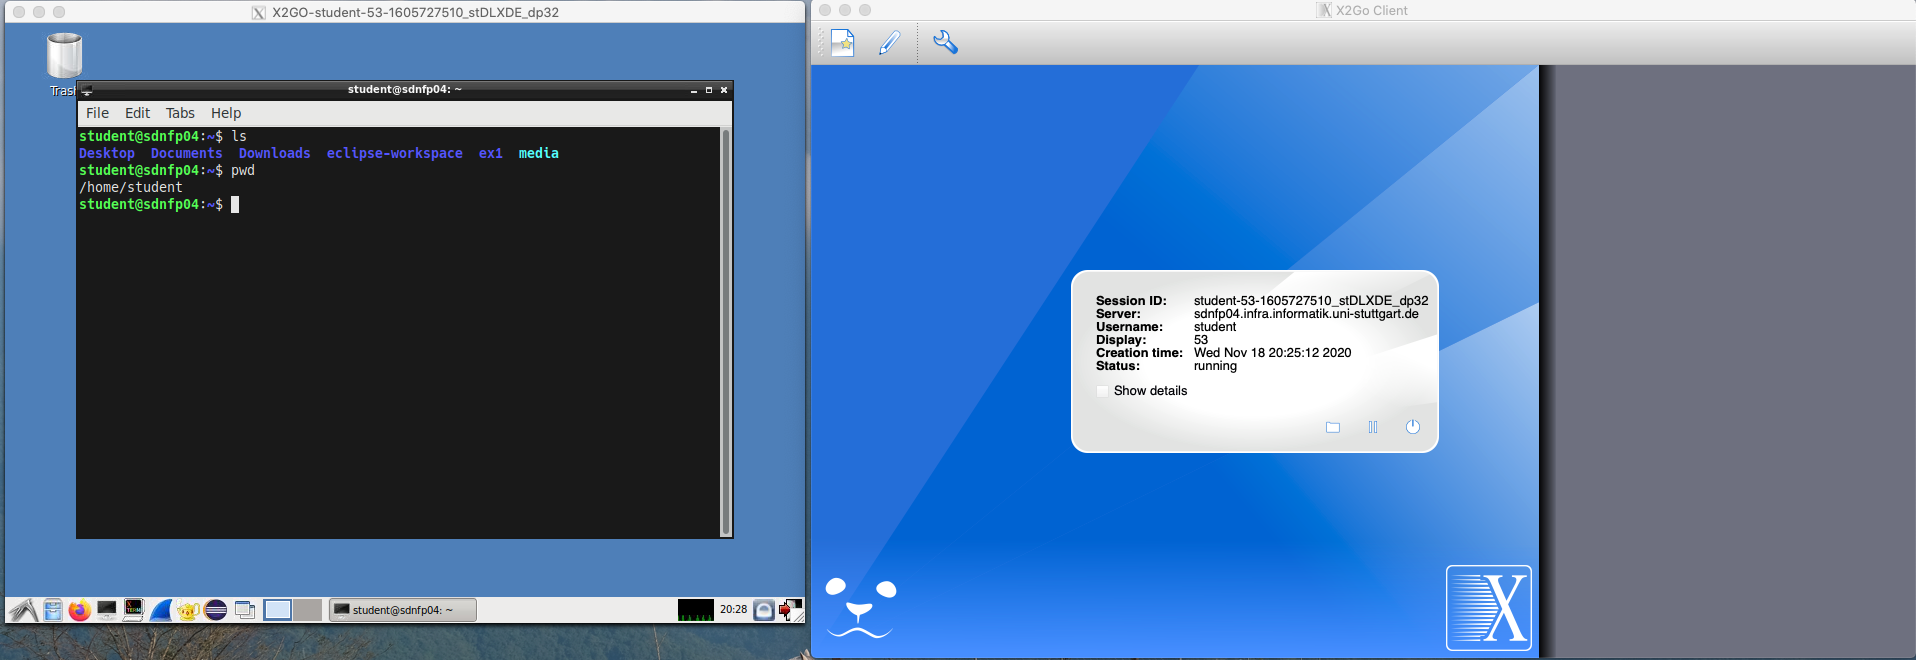 X2GO-student-53-1605727510_stDLXDE_dp32
Trash
student@sdnfp04: ~
File Edit Tabs Help
student@sdnfp04:~$ ls
Desktop Documents Downloads eclipse-workspace ex1 media
student@sdnfp04:~$ pwd
/home/student
student@sdnfp04:~$
XTERM
student@sdnfp04: ~
20:28
X2Go Client
Session ID: student-53-1605727510_stDLXDE_dp32
Server: sdnfp04.infra.informatik.uni-stuttgart.de
Username: student
Display: 53
Creation time: Wed Nov 18 20:25:12 2020
Status: running
Show details
X